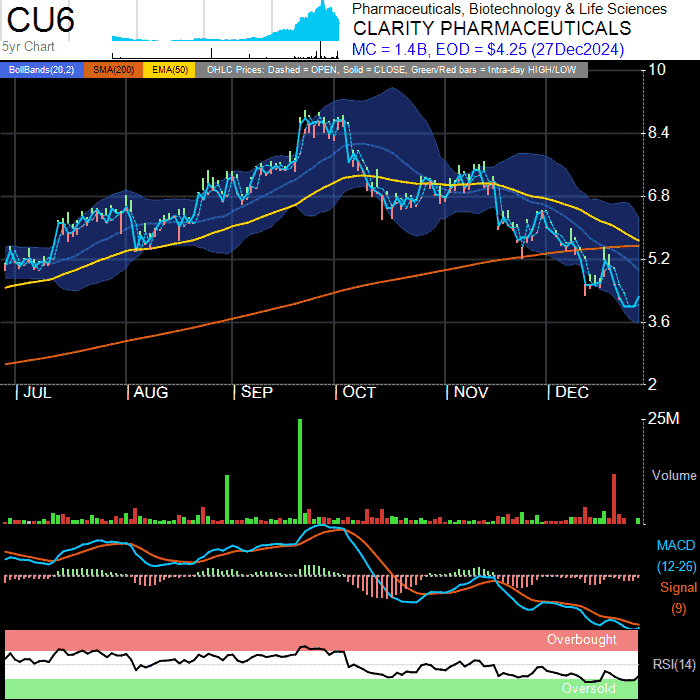 CU6
5yr Chart
Pharmaceuticals, Biotechnology & Life Sciences
CLARITY PHARMACEUTICALS
MC = 1.4B, EOD = $4.25 (27Dec2024)
BollBands(20,2) SMA(200) EMA(50) OHLC Prices: Dashed = OPEN, Solid = CLOSE, Green/Red bars = Intra-day HIGH/LOW
10
8.4
6.8
5.2
3.6
2
JUL AUG SEP OCT NOV DEC
25M
Volume
MACD
(12-26)
Signal
(9)
Overbought
RSI(14)
Oversold